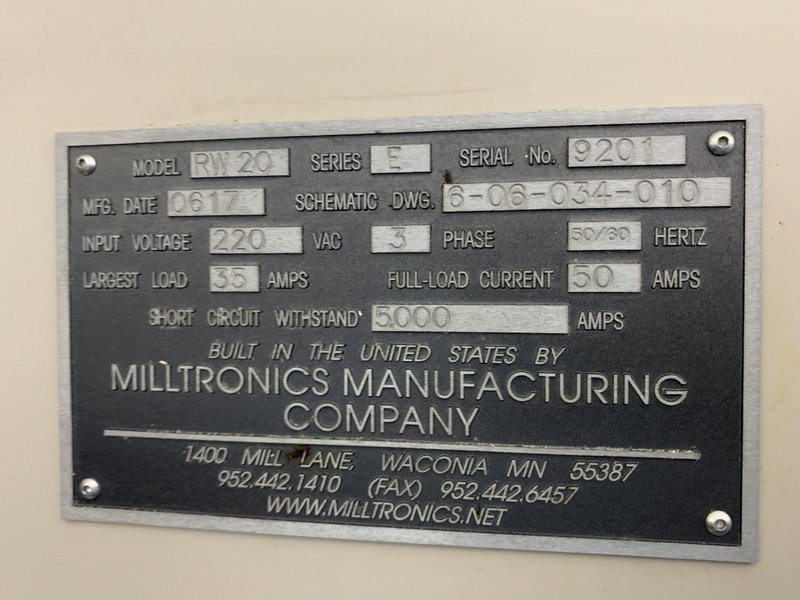 MODEL RW 20 SERIES E SERIAL No. 9201
MFG. DATE 0617 SCHEMATIC DWG. 6-06-034-010
INPUT VOLTAGE 220 VAC 3 PHASE 50/60 HERTZ
LARGEST LOAD 35 AMPS FULL-LOAD CURRENT 50 AMPS
SHORT CIRCUIT WITHSTAND 5000 AMPS
BUILT IN THE UNITED STATES BY
MILLTRONICS MANUFACTURING
COMPANY
1400 MILL LANE, WACONIA MN 55387
952.442.1410 (FAX) 952.442.6457
WWW.MILLTRONICS.NET